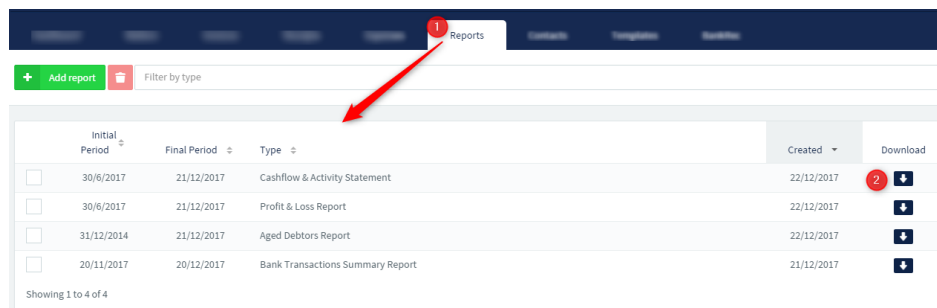 1
Reports
Contacts
Templates
+ Add report
Filter by type
Initial Period
Final Period
Type
Created
Download
30/6/2017 21/12/2017 Cashflow & Activity Statement 22/12/2017 2
30/6/2017 21/12/2017 Profit & Loss Report 22/12/2017
31/12/2014 21/12/2017 Aged Debtors Report 22/12/2017
20/11/2017 20/12/2017 Bank Transactions Summary Report 21/12/2017
Showing 1 to 4 of 4